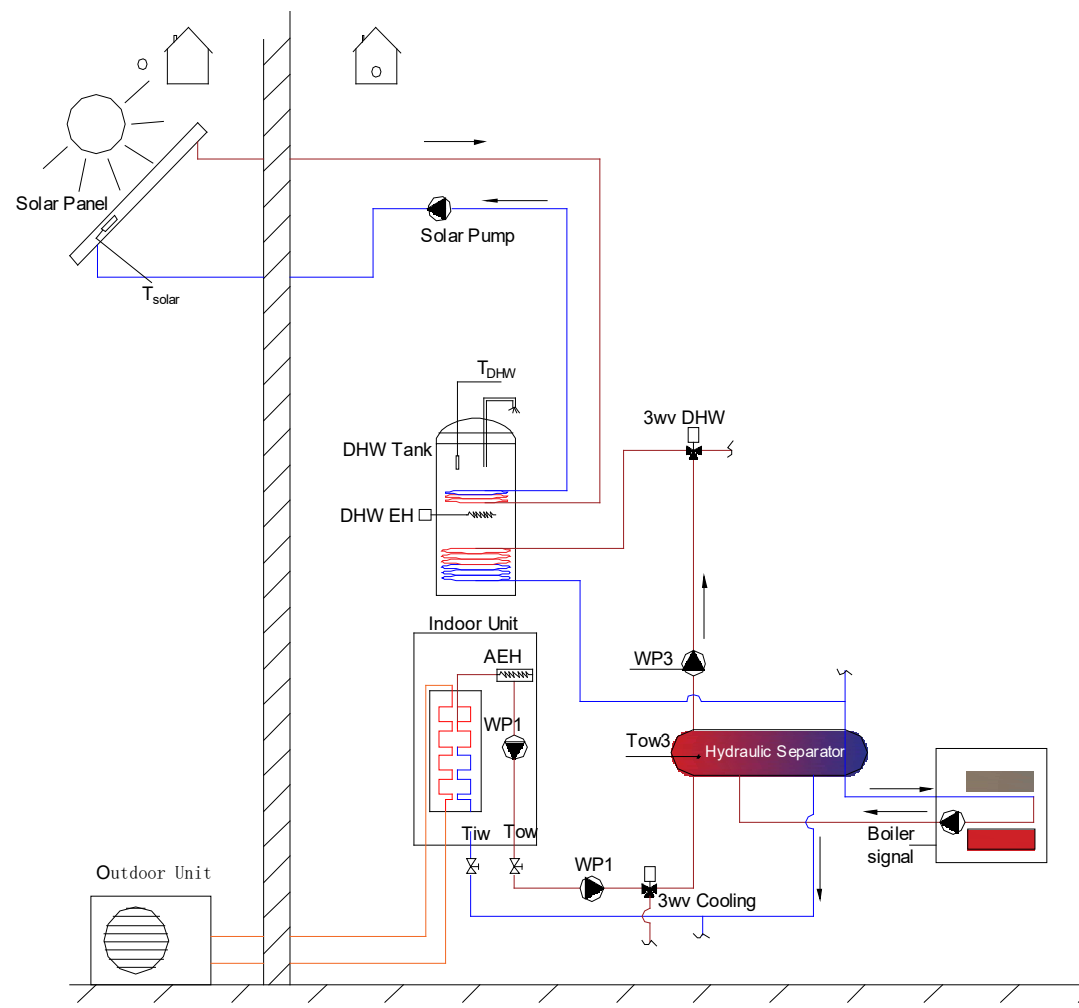 Solar Panel
Solar Pump
Tsolar
TDHW
3wv DHW
DHW Tank
DHW EH
Indoor Unit
AEH
WP3
WP1
Tow3
Hydraulic Separator
Tiw
Tow
Boiler
signal
WP1
Outdoor Unit
3wv Cooling